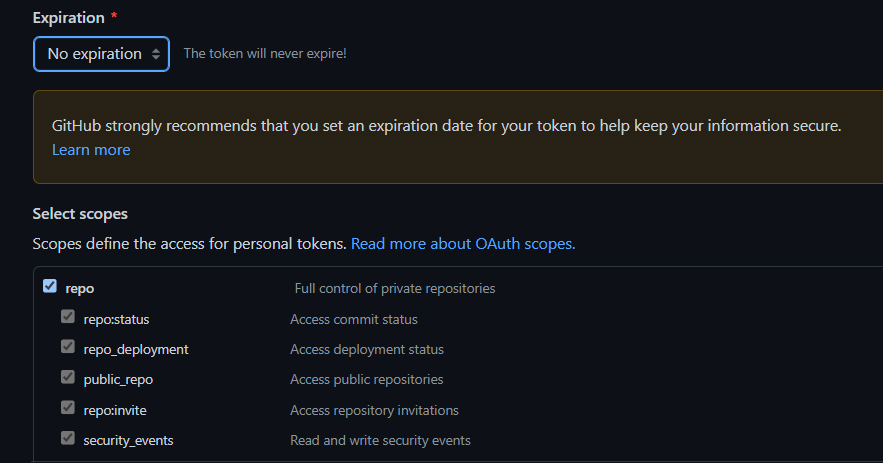 Expiration *
No expiration The token will never expire!
GitHub strongly recommends that you set an expiration date for your token to help keep your information secure.
Learn more
Select scopes
Scopes define the access for personal tokens. Read more about OAuth scopes.
repo Full control of private repositories
repo:status Access commit status
repo_deployment Access deployment status
public_repo Access public repositories
repo:invite Access repository invitations
security_events Read and write security events